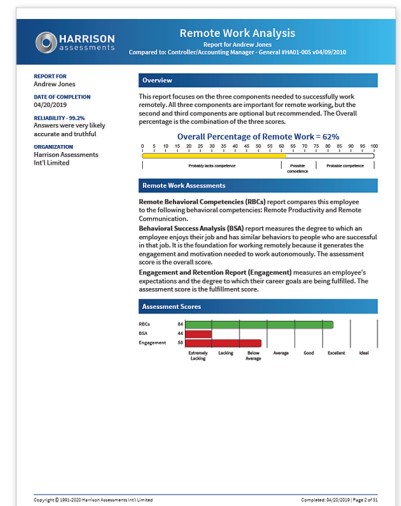 HARRISON
assessments
Remote Work Analysis
Report for Andrew Jones
Compared to: Controller/Accounting Manager - General #HA01-005 v04/09/2010
REPORT FOR
Andrew Jones
DATE OF COMPLETION
04/20/2019
RELIABILITY - 99.2%
Answers were very likely
accurate and truthful
ORGANIZATION
Harrison Assessments
Int'l Limited
Overview
This report focuses on the three components needed to successfully work
remotely. All three components are important for remote working, but the
second and third components are optional but recommended. The Overall
percentage is the combination of the three scores.
Overall Percentage of Remote Work = 62%
0 5 10 15 20 25 30 35 40 45 50 55 60 65 70 75 80 85 90 95 100
Probably lacks competence Possible competence Probable competence
Remote Work Assessments
Remote Behavioral Competencies (RBCs) report compares this employee
to the following behavioral competencies: Remote Productivity and Remote
Communication.
Behavioral Success Analysis (BSA) report measures the degree to which an
employee enjoys their job and has similar behaviors to people who are successful
in that job. It is the foundation for working remotely because it generates the
engagement and motivation needed to work autonomously. The assessment
score is the overall score.
Engagement and Retention Report (Engagement) measures an employee's
expectations and the degree to which their career goals are being fulfilled. The
assessment score is the fulfillment score.
Assessment Scores
RBCs 84
BSA 44
Engagement 58
Extremely Lacking Lacking Below Average Average Good Excellent Ideal
Copyright © 1991-2020 Harrison Assessments Int'l Limited
Completed: 04/20/2019 | Page 2 of 51